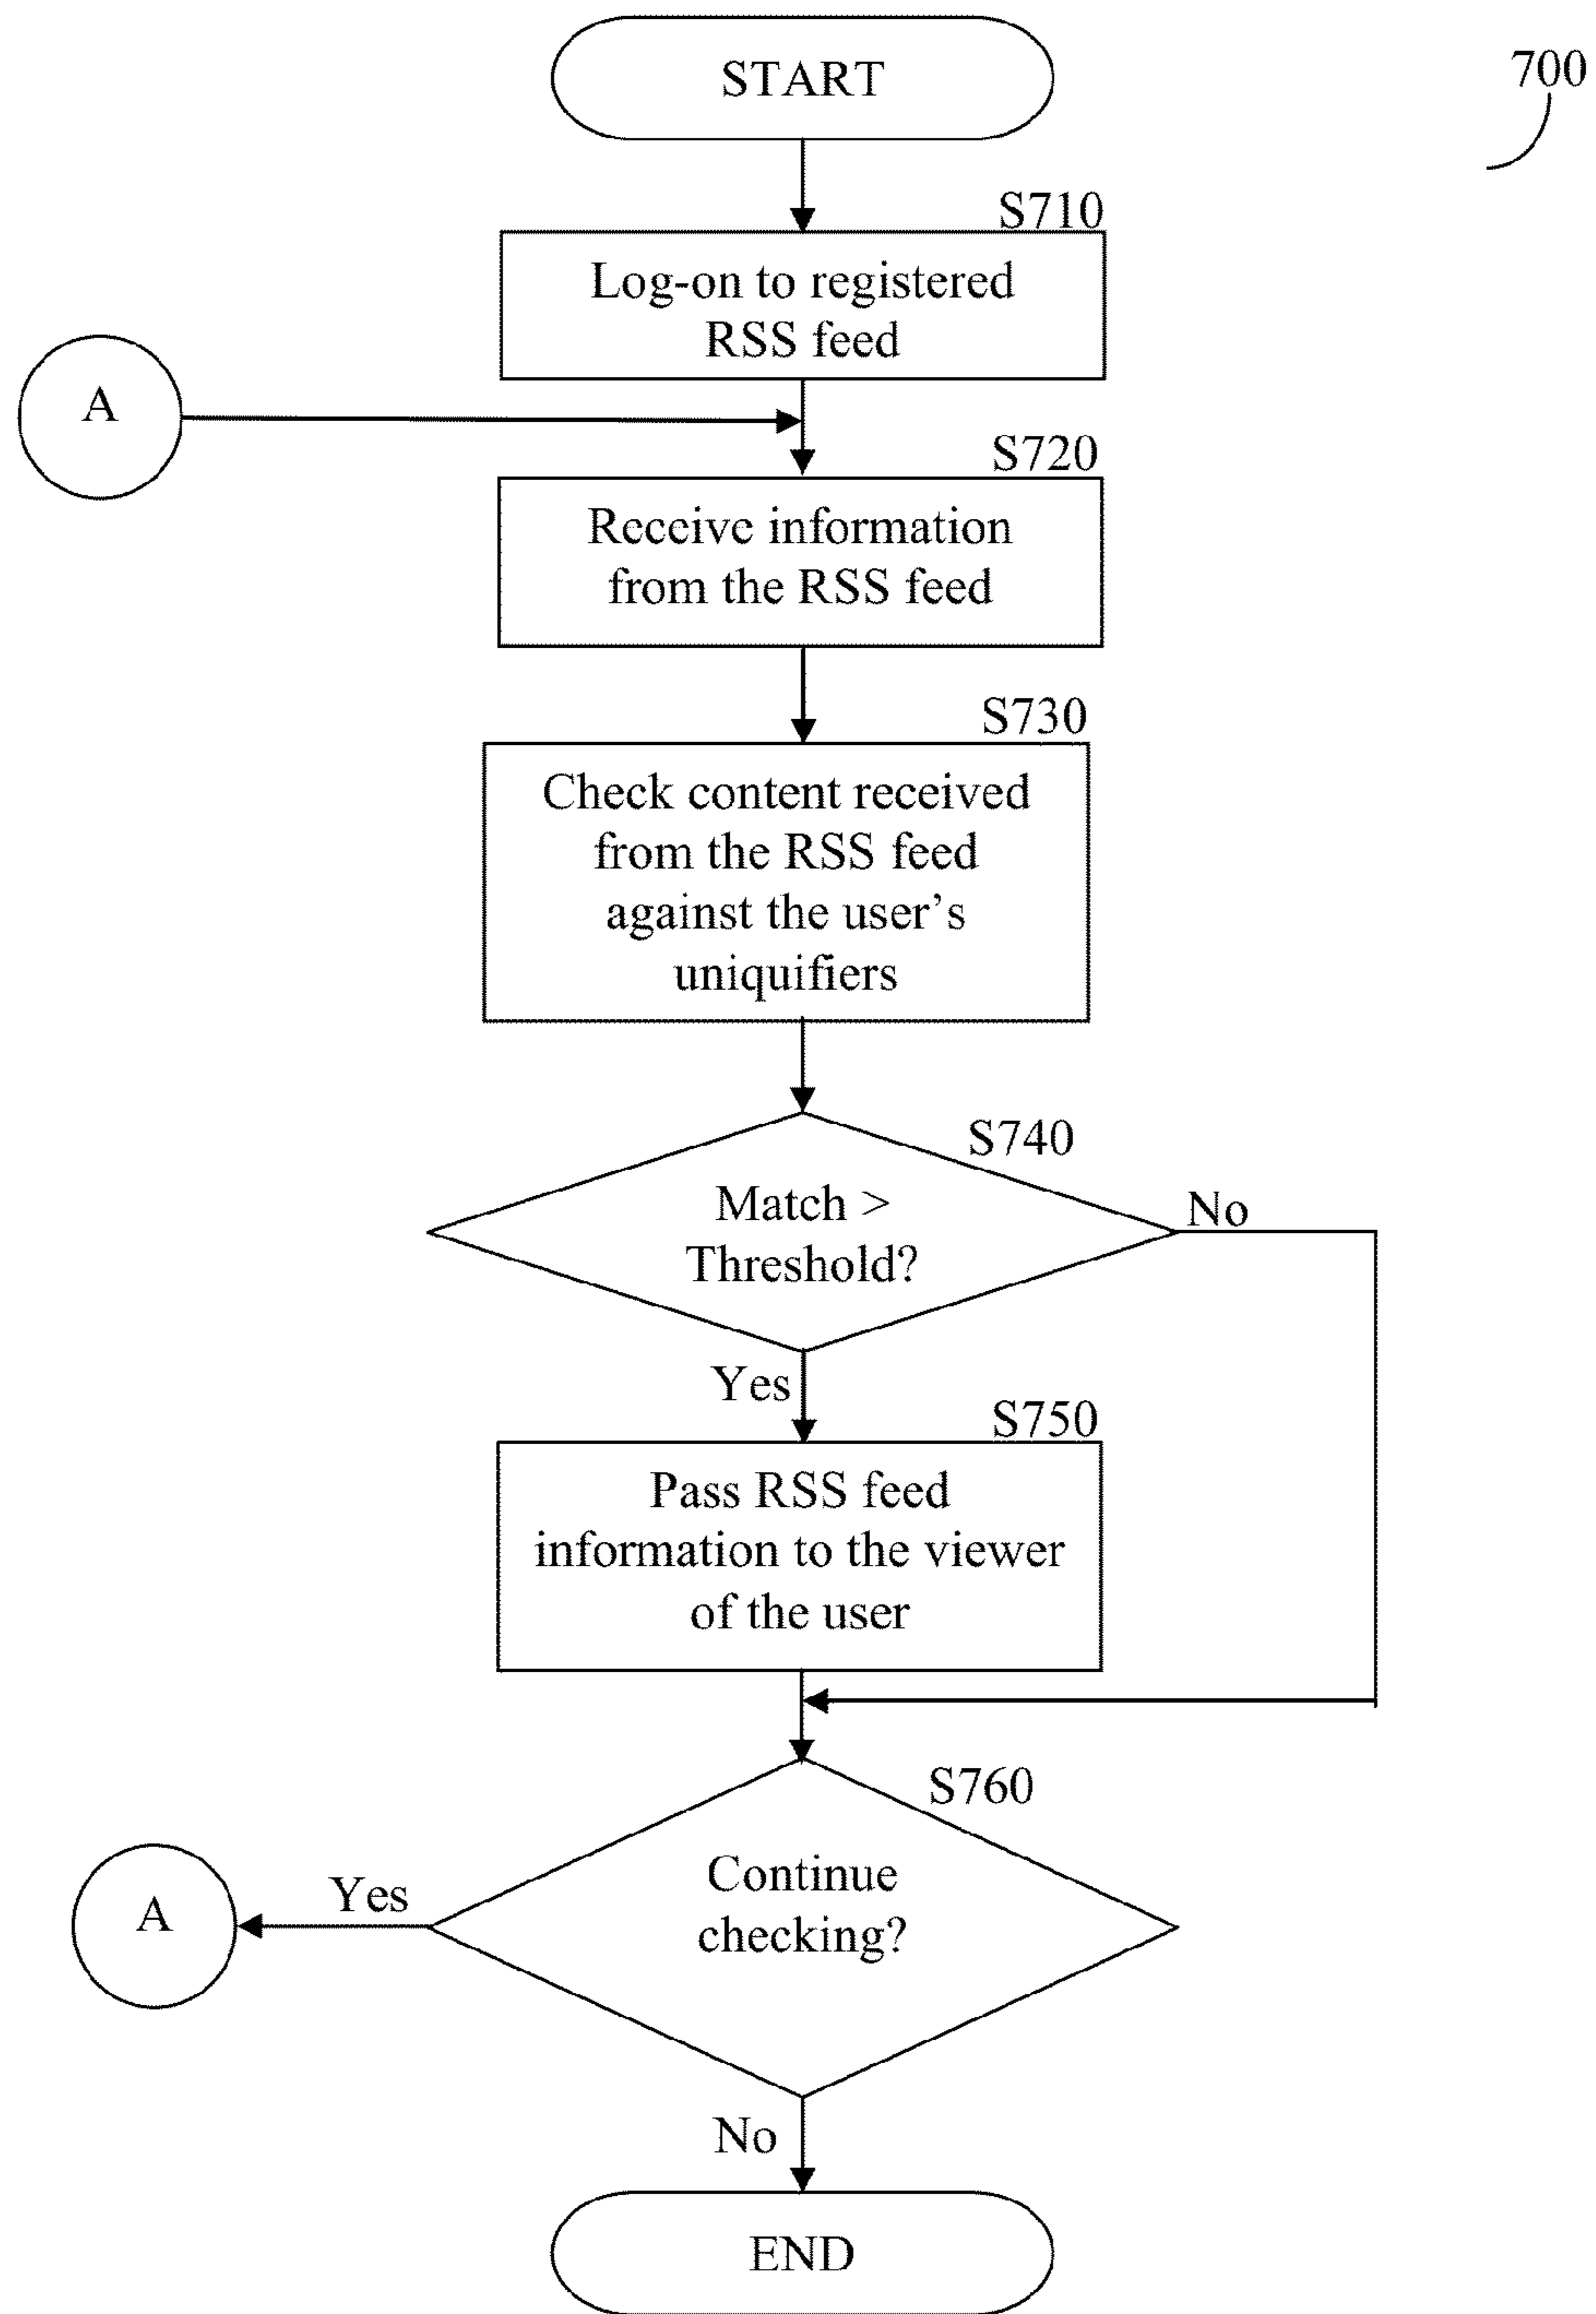 START
700
S710
Log-on to registered
RSS feed
A
S720
Receive information
from the RSS feed
S730
Check content received
from the RSS feed
against the user’s
uniquifiers
S740
Match >
Threshold?
No
Yes
S750
Pass RSS feed
information to the viewer
of the user
S760
Continue
checking?
Yes
A
No
END